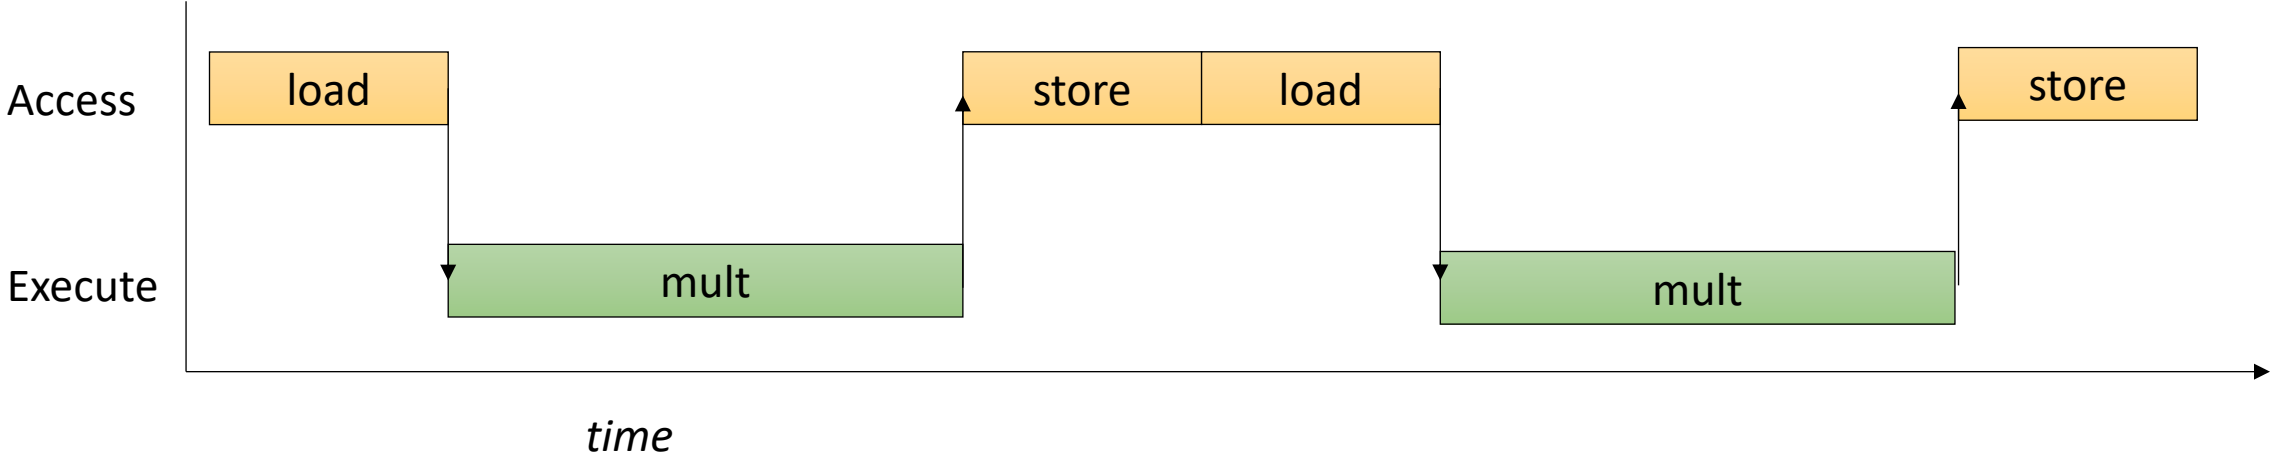 Access
load
store
load
store
Execute
mult
mult
time